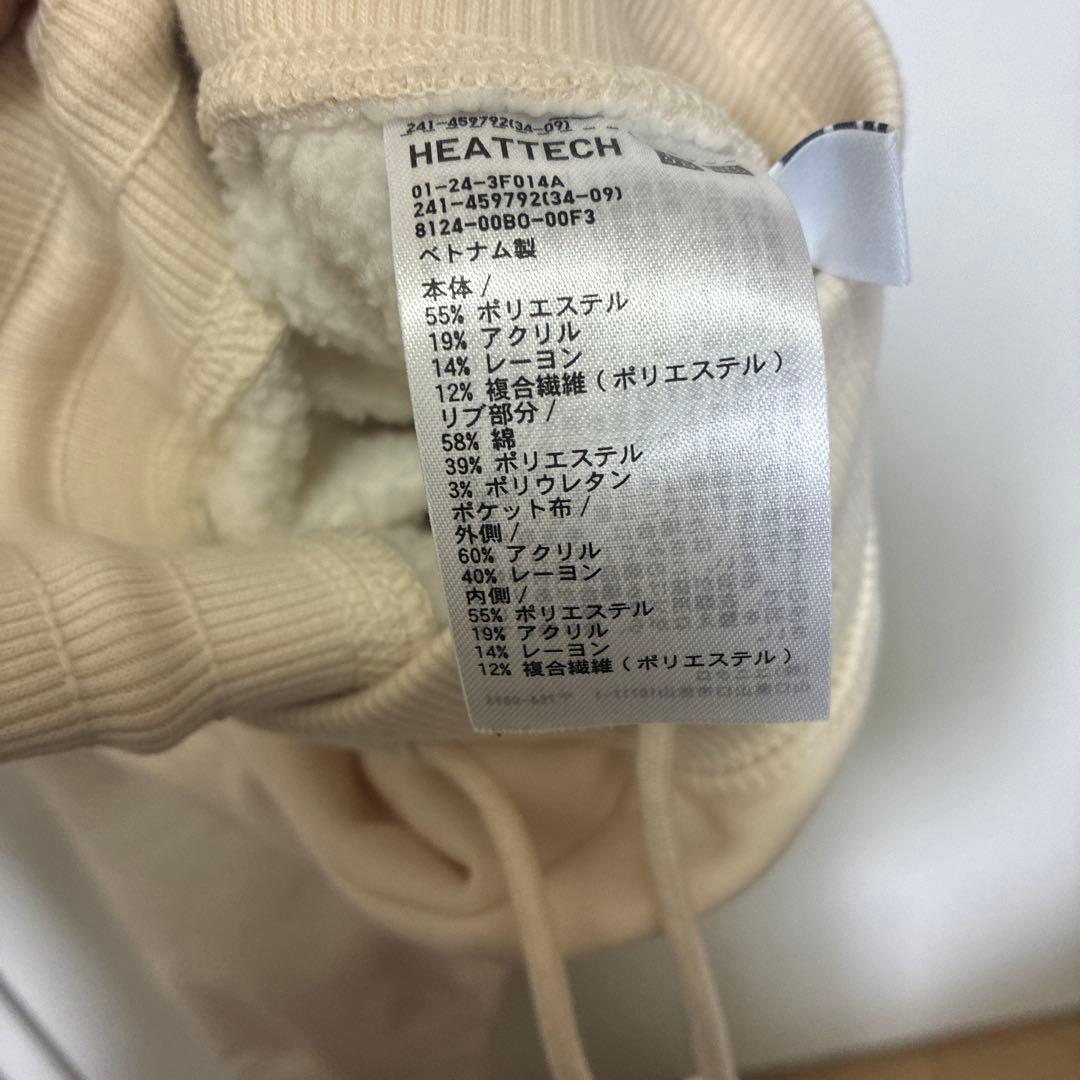 241-459792(34-09)
HEATTECH
01-24-3F014A
241-459792(34-09)
8124-00BO-00F3
ベトナム製
本体 /
55% ポリエステル
19% アクリル
14% レーヨン
12% 複合繊維 ( ポリエステル )
リブ部分 /
58% 綿
39% ポリエステル
3% ポリウレタン
ポケット布 /
外側 /
60% アクリル
40% レーヨン
内側 /
55% ポリエステル
19% アクリル
14% レーヨン
12% 複合繊維 ( ポリエステル )